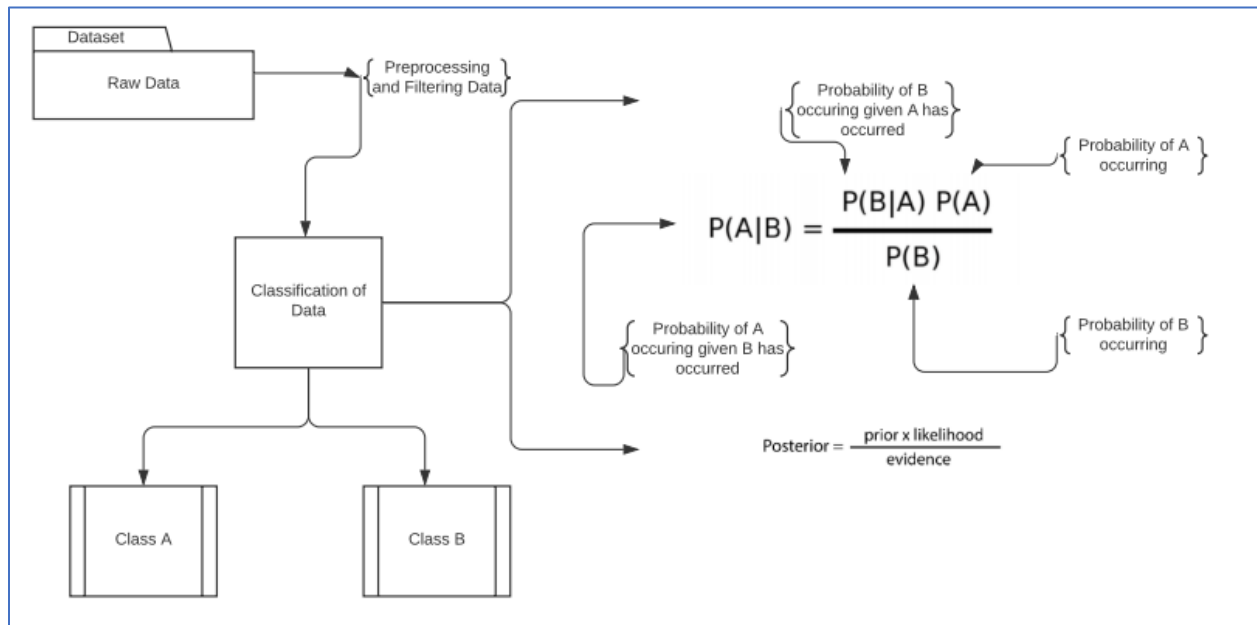 Dataset
Raw Data
Preprocessing
and Filtering Data
Probability of B
occuring given A has
occurred
Probability of A
occurring
P(A|B) = P(B|A) P(A)
P(B)
Classification of
Data
Probability of A
occuring given B has
occurred
Probability of B
occurring
Posterior = prior x likelihood
evidence
Class A
Class B